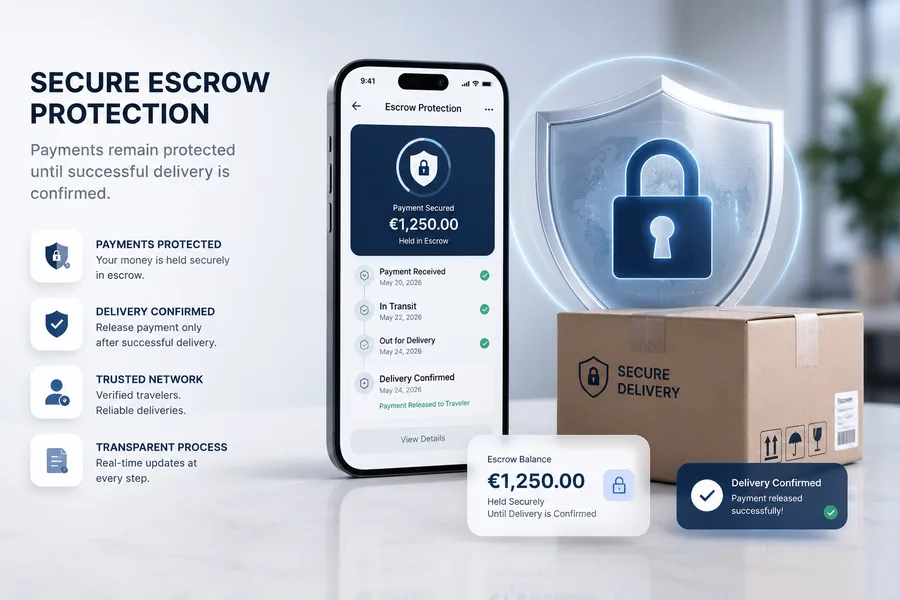 SECURE ESCROW
PROTECTION
Payments remain protected
until successful delivery is
confirmed.
PAYMENTS PROTECTED
Your money is held securely
in escrow.
DELIVERY CONFIRMED
Release payment only
after successful delivery.
TRUSTED NETWORK
Verified travelers.
Reliable deliveries.
TRANSPARENT PROCESS
Real-time updates at
every step.
9:41
Escrow Protection
Payment Secured
€1,250.00
Held in Escrow
Payment Received
May 20, 2026
In Transit
May 22, 2026
Out for Delivery
May 24, 2026
Delivery Confirmed
May 24, 2026
Payment Released to Traveler
View Details
SECURE
DELIVERY
Escrow Balance
€1,250.00
Held Securely
Until Delivery is Confirmed
Delivery Confirmed
Payment released
successfully!